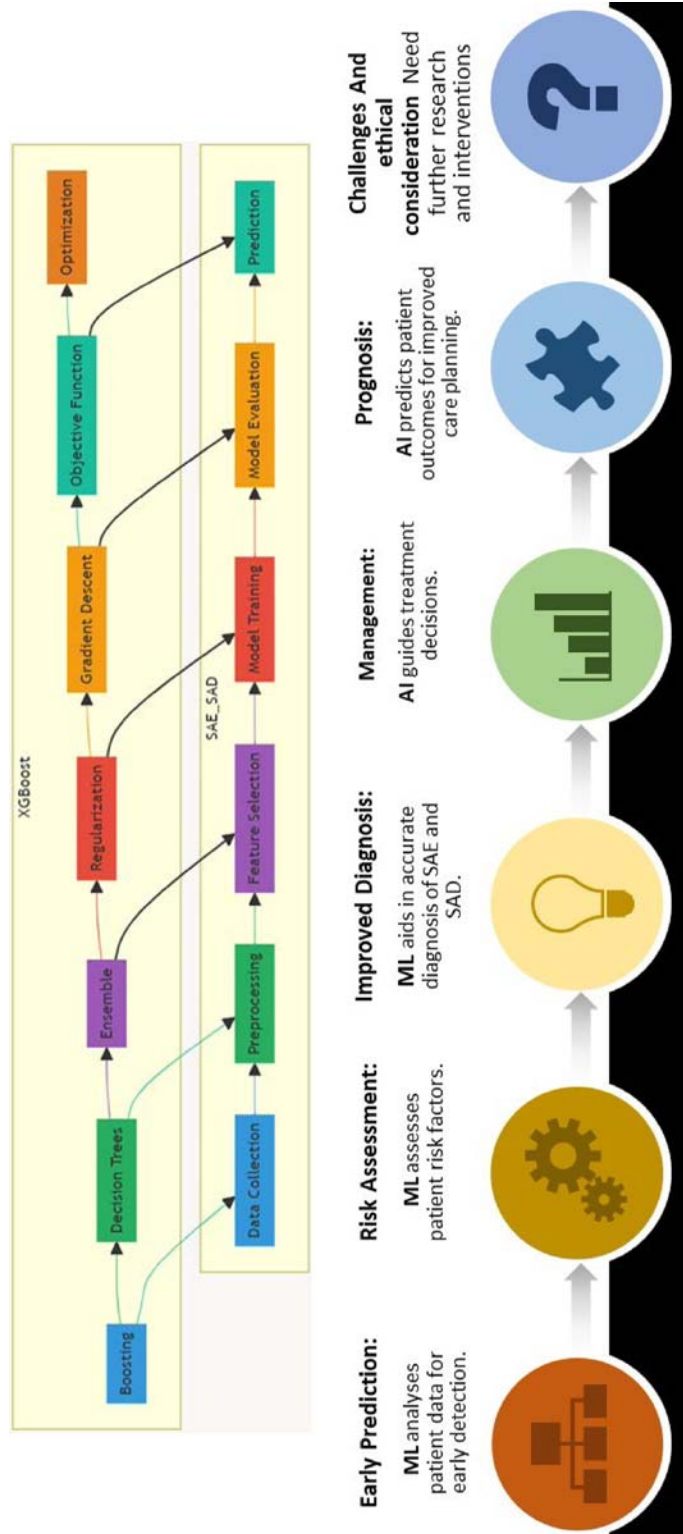 XGBoost
Boosting
Decision Trees
Ensemble
Regularization
Gradient Descent
Objective Function
Optimization
SAE_SAD
Data Collection
Preprocessing
Feature Selection
Model Training
Model Evaluation
Prediction
Early Prediction:
ML analyses
patient data for
early detection.
Risk Assessment:
ML assesses
patient risk factors.
Improved Diagnosis:
ML aids in accurate
diagnosis of SAE and
SAD.
Management:
AI guides treatment
decisions.
Prognosis:
AI predicts patient
outcomes for improved
care planning.
Challenges And
ethical
consideration Need
further research
and interventions
?